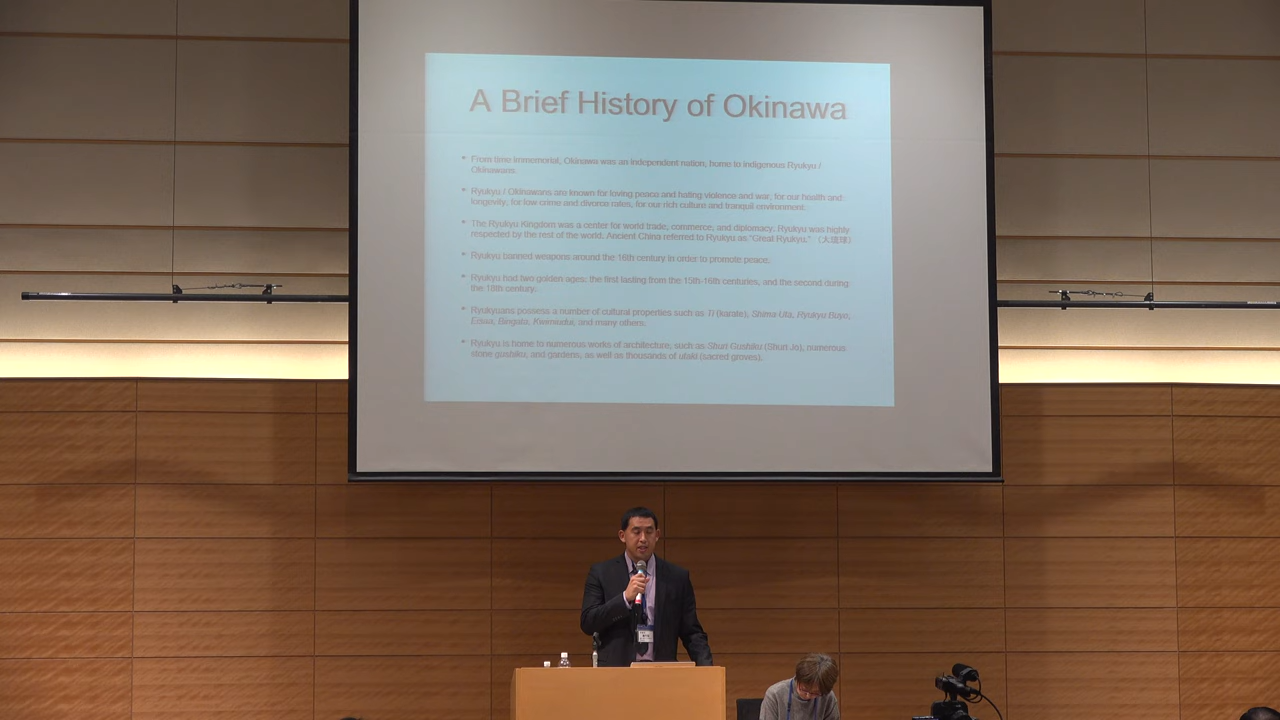 A Brief History of Okinawa
• From time immemorial, Okinawa was an independent nation, home to indigenous Ryukyu /
Okinawans.
• Ryukyu / Okinawans are known for loving peace and hating violence and war, for our health and
longevity, for low crime and divorce rates, for our rich culture and tranquil environment.
• The Ryukyu Kingdom was a center for world trade, commerce, and diplomacy. Ryukyu was highly
respected by the rest of the world. Ancient China referred to Ryukyu as "Great Ryukyu." (大琉球)
• Ryukyu banned weapons around the 16th century in order to promote peace.
• Ryukyu had two golden ages: the first lasting from the 15th-16th centuries, and the second during
the 18th century.
• Ryukyuans possess a number of cultural properties such as Ti (karate), Shima Uta, Ryukyu Buyo,
Eisaa, Bingata, Kwimiudui, and many others.
• Ryukyu is home to numerous works of architecture, such as Shuri Gushiku (Shuri Jo), numerous
stone gushiku, and gardens, as well as thousands of utaki (sacred groves).